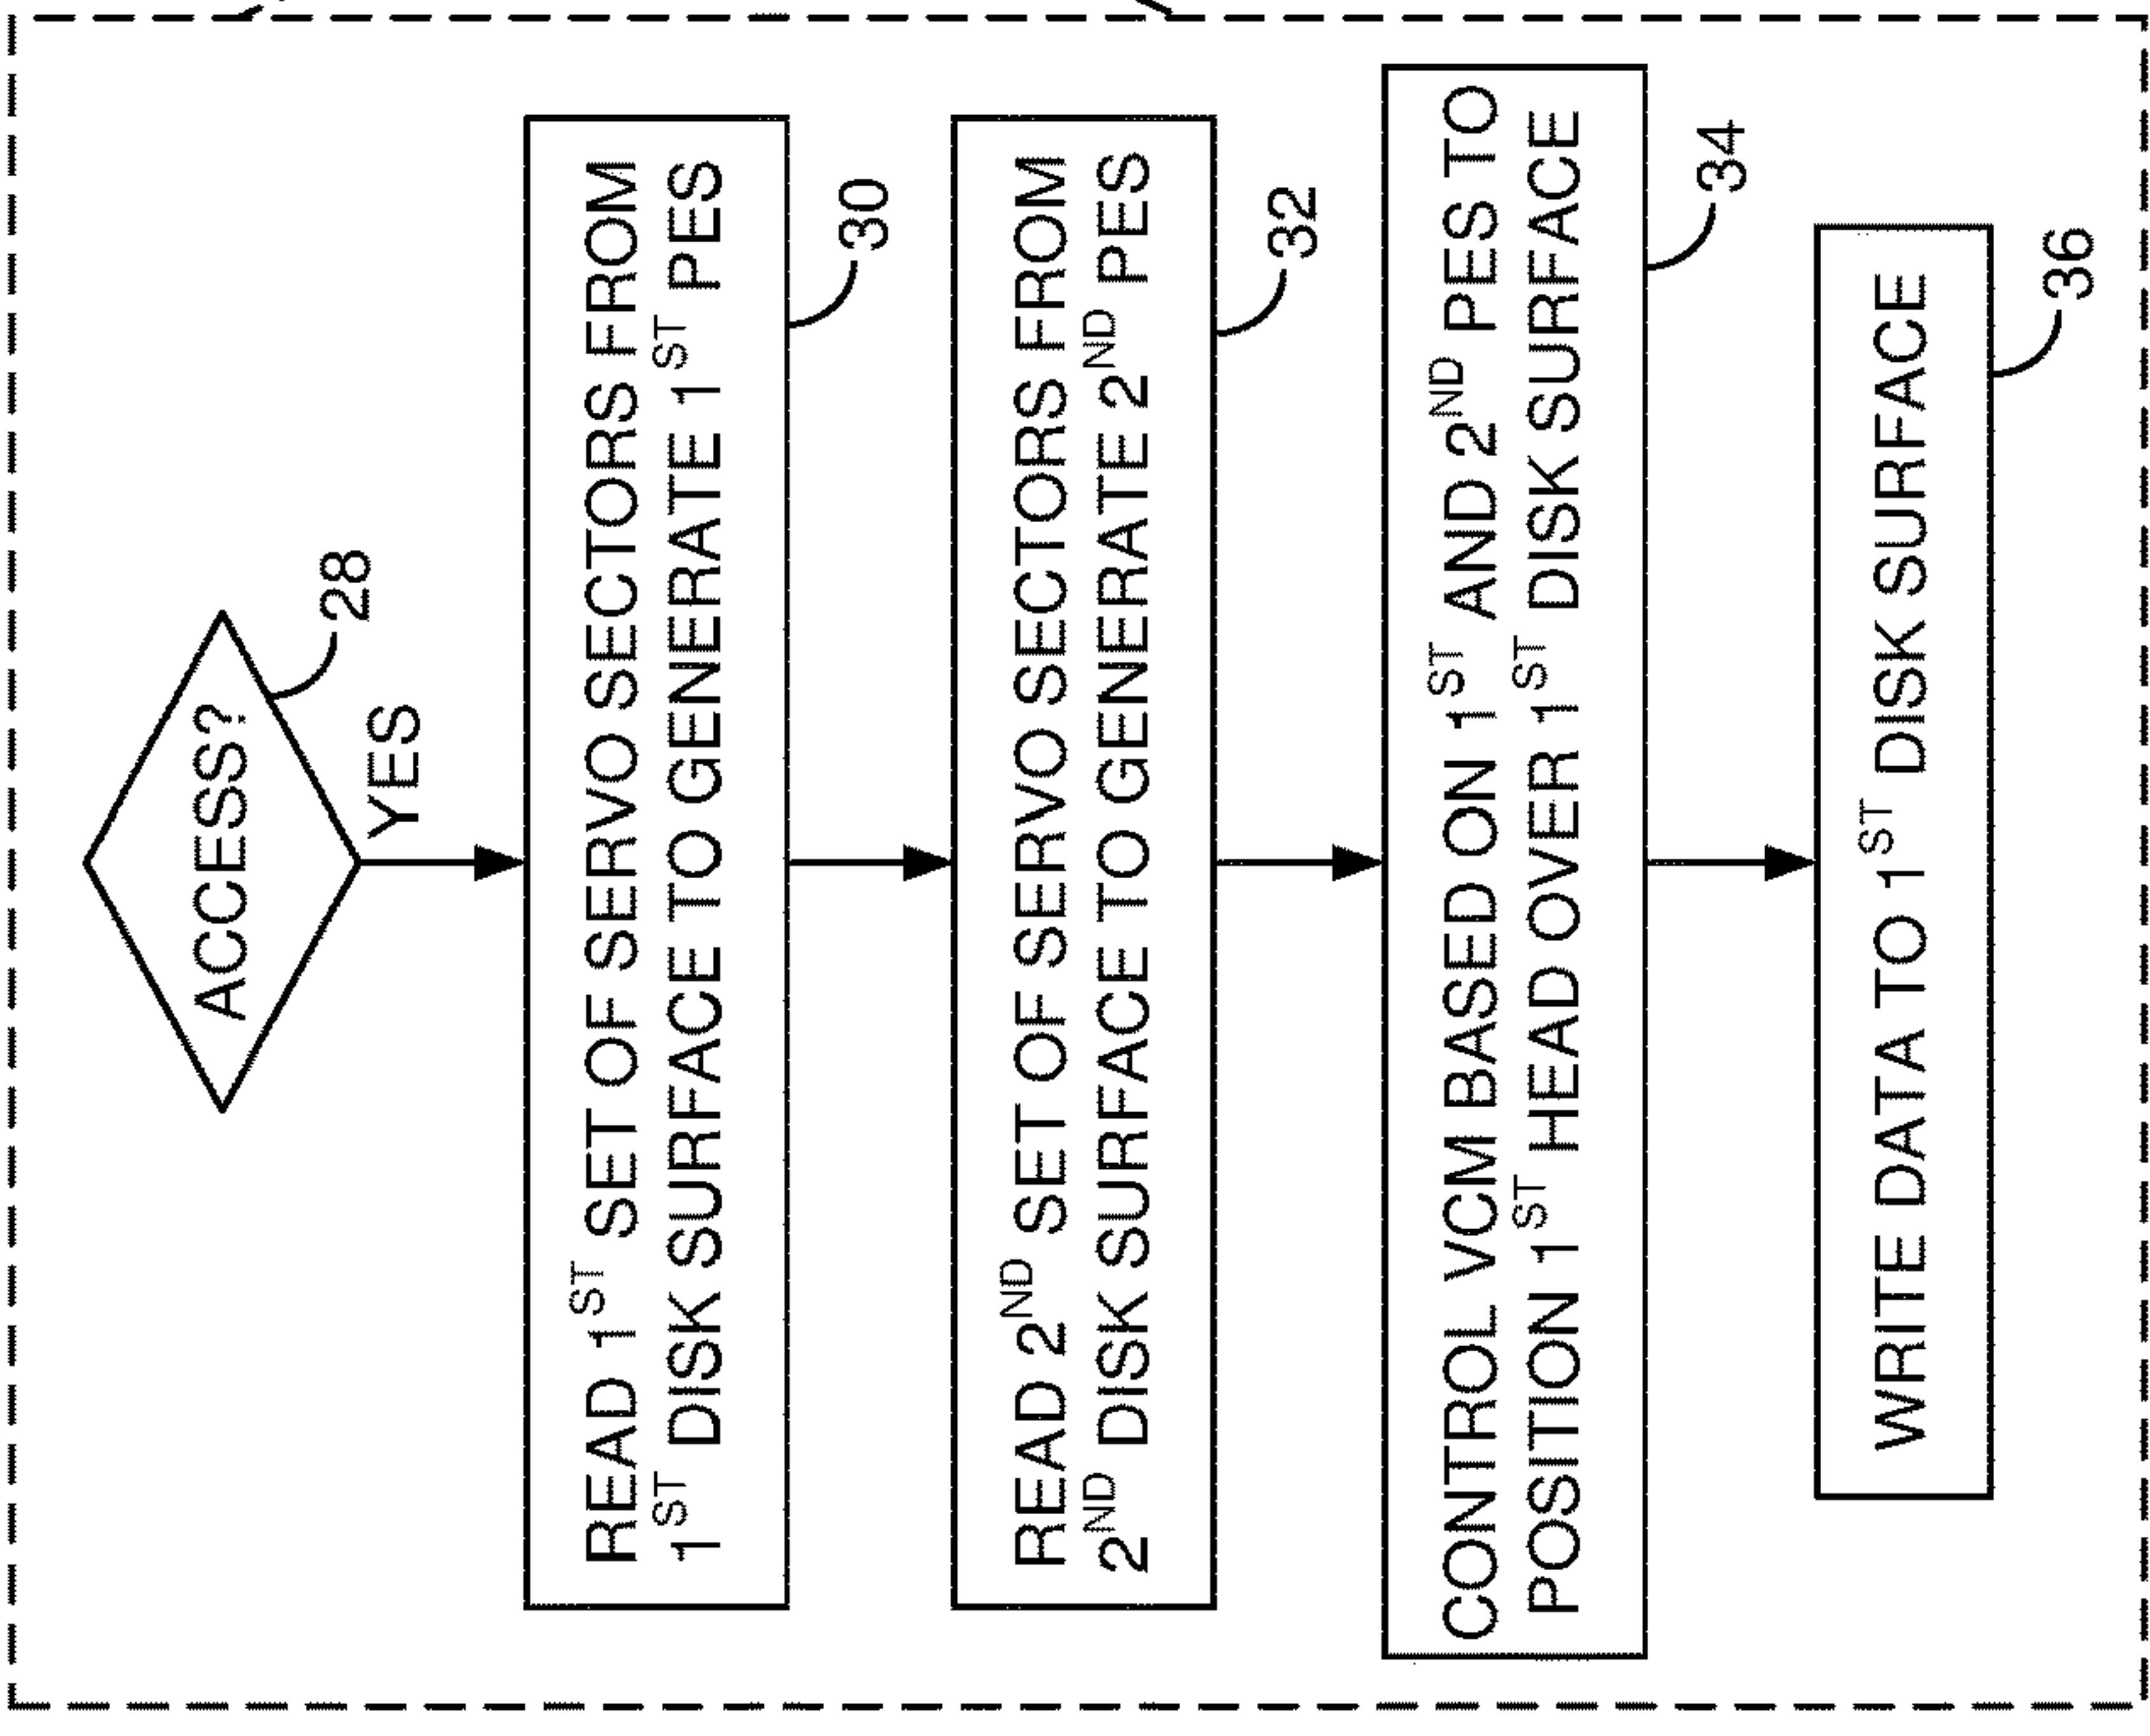 ACCESS?
28
YES
READ 1ST SET OF SERVO SECTORS FROM
1ST DISK SURFACE TO GENERATE 1ST PES
30
READ 2ND SET OF SERVO SECTORS FROM
2ND DISK SURFACE TO GENERATE 2ND PES
32
CONTROL VCM BASED ON 1ST AND 2ND PES TO
POSITION 1ST HEAD OVER 1ST DISK SURFACE
34
WRITE DATA TO 1ST DISK SURFACE
36